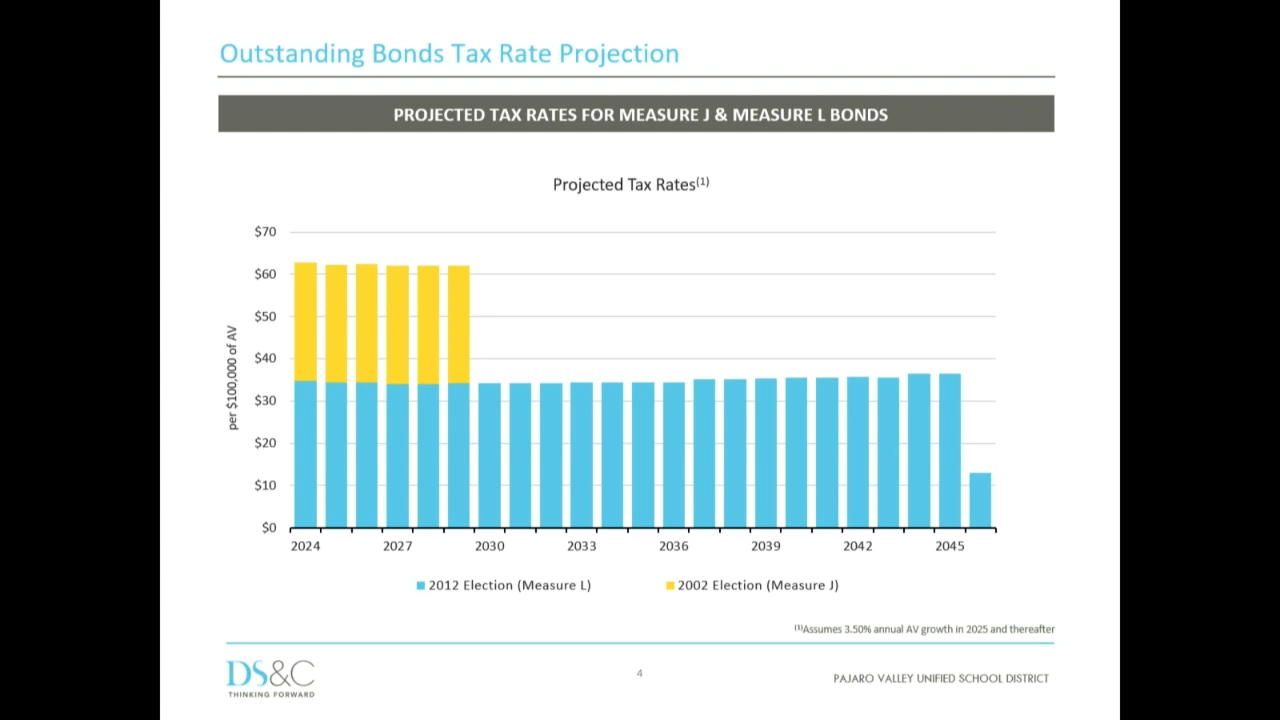 Outstanding Bonds Tax Rate Projection
PROJECTED TAX RATES FOR MEASURE J & MEASURE L BONDS
Projected Tax Rates(1)
$70
$60
$50
$40
$30
$20
$10
$0
per $100,000 of AV
2024 2027 2030 2033 2036 2039 2042 2045
2012 Election (Measure L) 2002 Election (Measure J)
(1)Assumes 3.50% annual AV growth in 2025 and thereafter
DS&C
THINKING FORWARD
4
PAJARO VALLEY UNIFIED SCHOOL DISTRICT